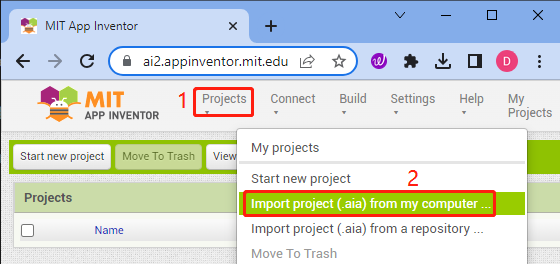 MIT App Inventor
ai2.appinventor.mit.edu
D
MIT
APP INVENTOR
1 Projects Connect Build Settings Help My Projects
Start new project Move To Trash View
My projects
Start new project
2
Import project (.aia) from my computer ...
Import project (.aia) from a repository ...
Move To Trash
Projects
Name